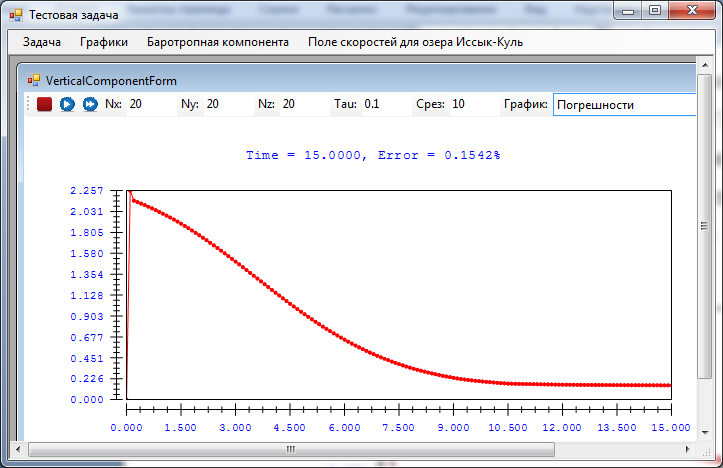 Тестовая задача
Задача Графики Баротропная компонента Поле скоростей для озера Иссык-Куль
VerticalComponentForm
Nx: 20 Ny: 20 Nz: 20 Tau: 0.1 Срез: 10 График: Погрешности
Time = 15.0000, Error = 0.1542%
2.257
2.031
1.805
1.580
1.354
1.128
0.903
0.677
0.451
0.226
0.000
0.000 1.500 3.000 4.500 6.000 7.500 9.000 10.500 12.000 13.500 15.000